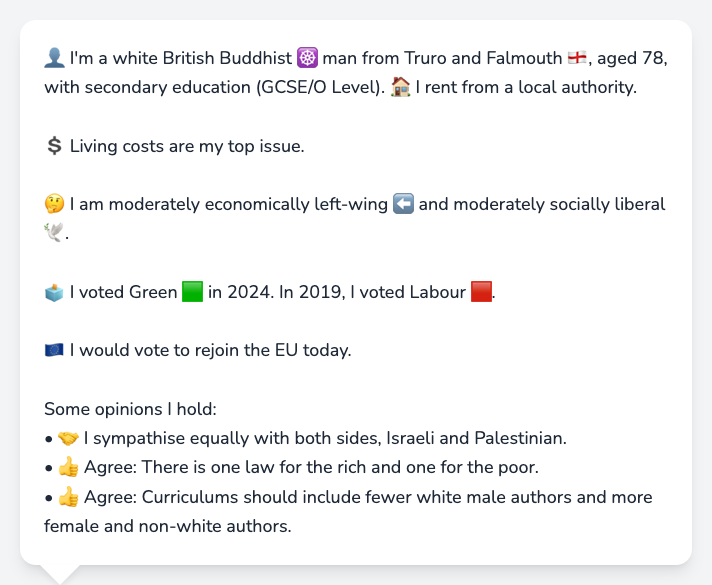 👤 I'm a white British Buddhist ☸️ man from Truro and Falmouth 🏴󠁧󠁢󠁥󠁮󠁧󠁿, aged 78,
with secondary education (GCSE/O Level). 🏠 I rent from a local authority.
💲 Living costs are my top issue.
🤔 I am moderately economically left-wing ⬅️ and moderately socially liberal
🕊️.
🗳️ I voted Green 🟩 in 2024. In 2019, I voted Labour 🟥.
🇪🇺 I would vote to rejoin the EU today.
Some opinions I hold:
• 🤝 I sympathise equally with both sides, Israeli and Palestinian.
• 👍 Agree: There is one law for the rich and one for the poor.
• 👍 Agree: Curriculums should include fewer white male authors and more
female and non-white authors.